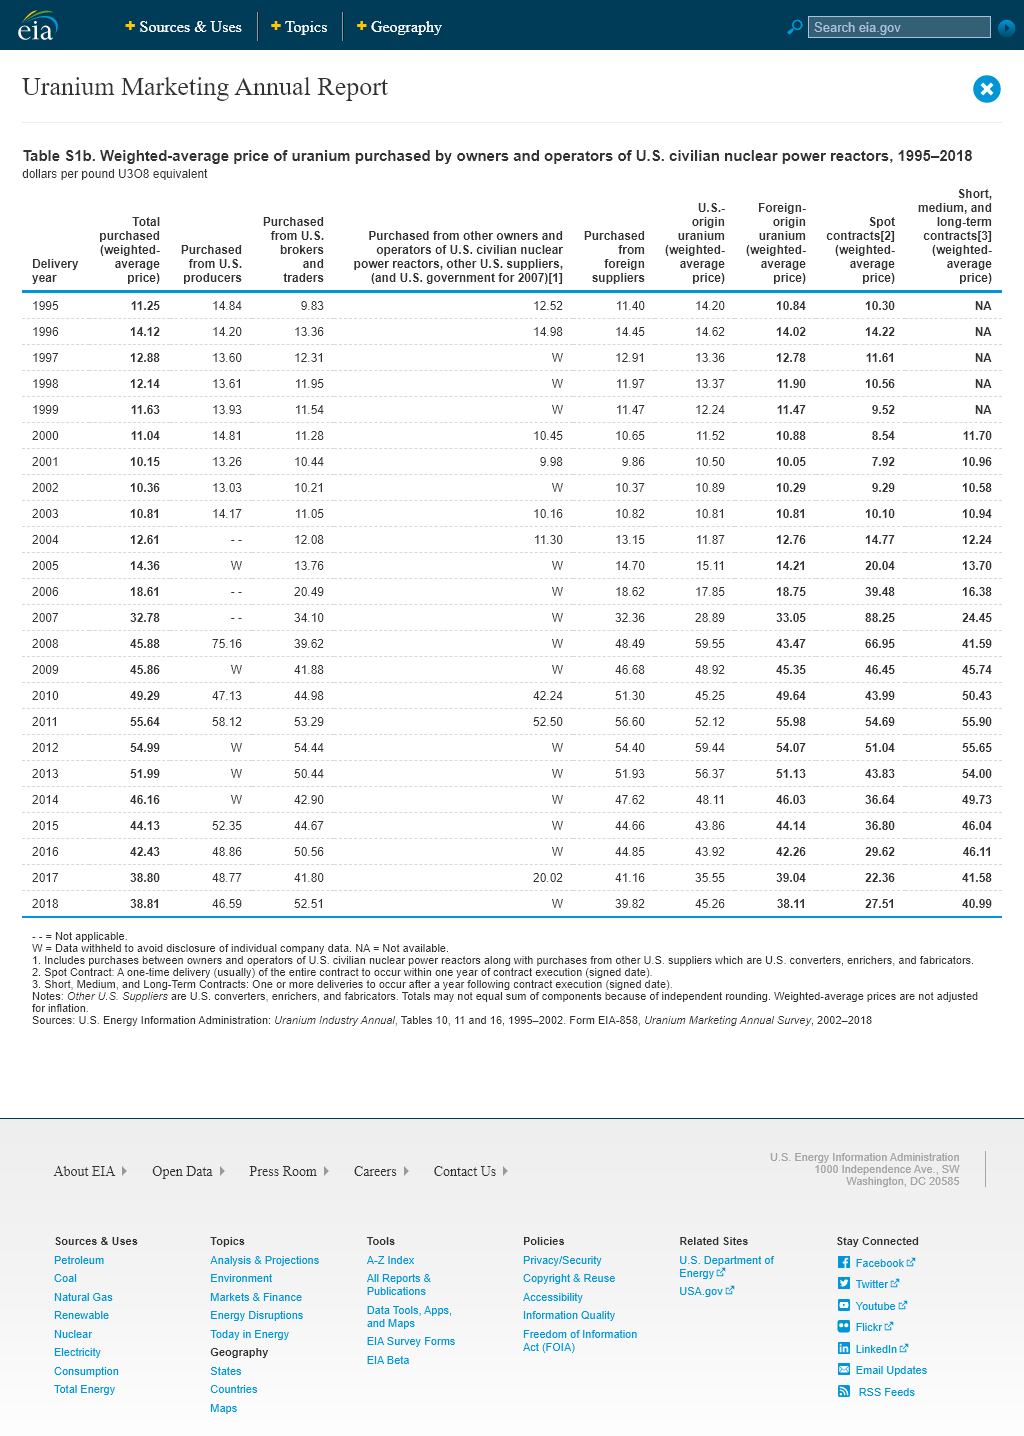 eia
Sources & Uses
Topics
Geography
Search eia.gov
Uranium Marketing Annual Report
Table S1b. Weighted-average price of uranium purchased by owners and operators of U.S. civilian nuclear power reactors, 1995–2018
dollars per pound U3O8 equivalent
Delivery year | Total purchased (weighted-average price) | Purchased from U.S. producers | Purchased from U.S. brokers and traders | Purchased from other owners and operators of U.S. civilian nuclear power reactors, other U.S. suppliers, (and U.S. government for 2007)[1] | Purchased from foreign suppliers | U.S.-origin uranium (weighted-average price) | Foreign-origin uranium (weighted-average price) | Spot contracts[2] (weighted-average price) | Short, medium, and long-term contracts[3] (weighted-average price)
1995 11.25 14.84 9.83 12.52 11.40 14.20 10.84 10.30 NA
1996 14.12 14.20 13.36 14.98 14.45 14.62 14.02 14.22 NA
1997 12.88 13.60 12.31 W 12.91 13.36 12.78 11.61 NA
1998 12.14 13.61 11.95 W 11.97 13.37 11.90 10.56 NA
1999 11.63 13.93 11.54 W 11.47 12.24 11.47 9.52 NA
2000 11.04 14.81 11.28 10.45 10.65 11.52 10.88 8.54 11.70
2001 10.15 13.26 10.44 9.98 9.86 10.50 10.05 7.92 10.96
2002 10.36 13.03 10.21 W 10.37 10.89 10.29 9.29 10.58
2003 10.81 14.17 11.05 10.16 10.82 10.81 10.81 10.10 10.94
2004 12.61 - - 12.08 11.30 13.15 11.87 12.76 14.77 12.24
2005 14.36 W 13.76 W 14.70 15.11 14.21 20.04 13.70
2006 18.61 - - 20.49 W 18.62 17.85 18.75 39.48 16.38
2007 32.78 - - 34.10 W 32.36 28.89 33.05 88.25 24.45
2008 45.88 75.16 39.62 W 48.49 59.55 43.47 66.95 41.59
2009 45.86 W 41.88 W 46.68 48.92 45.35 46.45 45.74
2010 49.29 47.13 44.98 42.24 51.30 45.25 49.64 43.99 50.43
2011 55.64 58.12 53.29 52.50 56.60 52.12 55.98 54.69 55.90
2012 54.99 W 54.44 W 54.40 59.44 54.07 51.04 55.65
2013 51.99 W 50.44 W 51.93 56.37 51.13 43.83 54.00
2014 46.16 W 42.90 W 47.62 48.11 46.03 36.64 49.73
2015 44.13 52.35 44.67 W 44.66 43.86 44.14 36.80 46.04
2016 42.43 48.86 50.56 W 44.85 43.92 42.26 29.62 46.11
2017 38.80 48.77 41.80 20.02 41.16 35.55 39.04 22.36 41.58
2018 38.81 46.59 52.51 W 39.82 45.26 38.11 27.51 40.99
- - = Not applicable.
W = Data withheld to avoid disclosure of individual company data. NA = Not available.
1. Includes purchases between owners and operators of U.S. civilian nuclear power reactors along with purchases from other U.S. suppliers which are U.S. converters, enrichers, and fabricators.
2. Spot Contract: A one-time delivery (usually) of the entire contract to occur within one year of contract execution (signed date).
3. Short, Medium, and Long-Term Contracts: One or more deliveries to occur after a year following contract execution (signed date).
Notes: Other U.S. Suppliers are U.S. converters, enrichers, and fabricators. Totals may not equal sum of components because of independent rounding. Weighted-average prices are not adjusted
for inflation.
Sources: U.S. Energy Information Administration: Uranium Industry Annual, Tables 10, 11 and 16, 1995–2002. Form EIA-858, Uranium Marketing Annual Survey, 2002–2018
About EIA
Open Data
Press Room
Careers
Contact Us
U.S. Energy Information Administration
1000 Independence Ave., SW
Washington, DC 20585
Sources & Uses
Petroleum
Coal
Natural Gas
Renewable
Nuclear
Electricity
Consumption
Total Energy
Topics
Analysis & Projections
Environment
Markets & Finance
Energy Disruptions
Today in Energy
Geography
States
Countries
Maps
Tools
A-Z Index
All Reports &
Publications
Data Tools, Apps,
and Maps
EIA Survey Forms
EIA Beta
Policies
Privacy/Security
Copyright & Reuse
Accessibility
Information Quality
Freedom of Information
Act (FOIA)
Related Sites
U.S. Department of
Energy
USA.gov
Stay Connected
Facebook
Twitter
Youtube
Flickr
LinkedIn
Email Updates
RSS Feeds